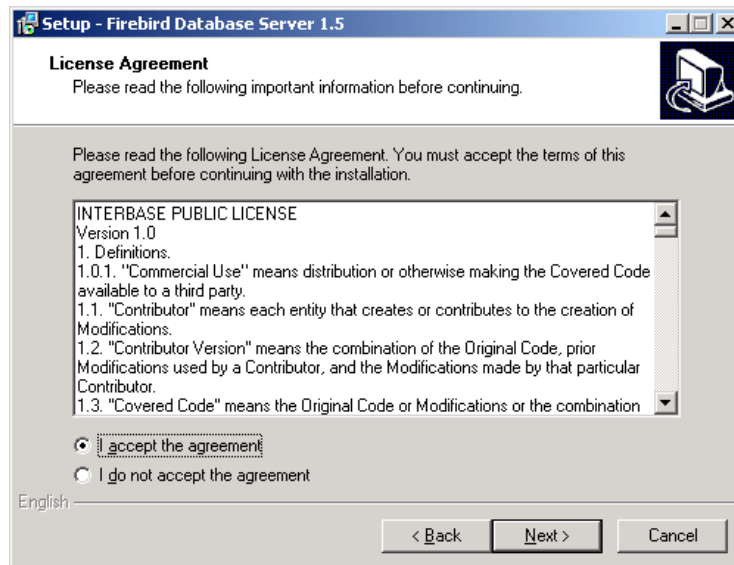 Setup - Firebird Database Server 1.5
License Agreement
Please read the following important information before continuing.
Please read the following License Agreement. You must accept the terms of this
agreement before continuing with the installation.
INTERBASE PUBLIC LICENSE
Version 1.0
1. Definitions.
1.0.1. "Commercial Use" means distribution or otherwise making the Covered Code
available to a third party.
1.1. "Contributor" means each entity that creates or contributes to the creation of
Modifications.
1.2. "Contributor Version" means the combination of the Original Code, prior
Modifications used by a Contributor, and the Modifications made by that particular
Contributor.
1.3. "Covered Code" means the Original Code or Modifications or the combination
I accept the agreement
I do not accept the agreement
English
< Back Next > Cancel